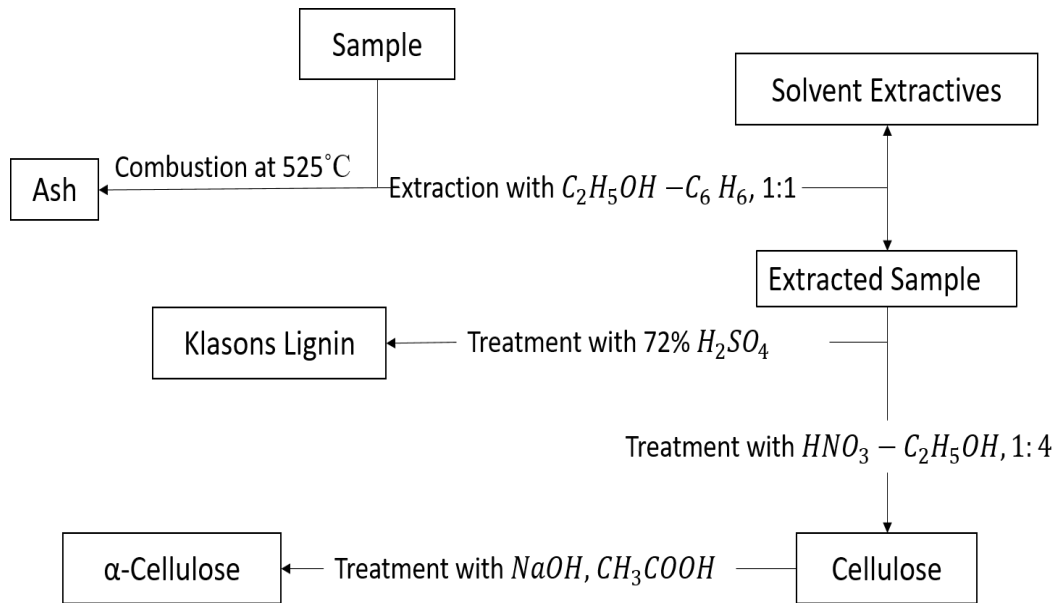 Sample
Solvent Extractives
Combustion at 525°C
Ash
Extraction with C₂H₅OH – C₆ H₆, 1:1
Extracted Sample
Klasons Lignin
Treatment with 72% H₂SO₄
Treatment with HNO₃ – C₂H₅OH, 1: 4
α-Cellulose
Treatment with NaOH, CH₃COOH
Cellulose